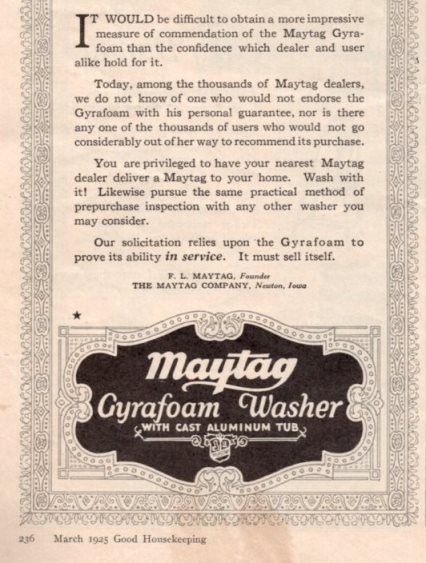 IT WOULD be difficult to obtain a more impressive
measure of commendation of the Maytag Gyra-
foam than the confidence which dealer and user
alike hold for it.
Today, among the thousands of Maytag dealers,
we do not know of one who would not endorse the
Gyrafoam with his personal guarantee, nor is there
any one of the thousands of users who would not go
considerably out of her way to recommend its purchase.
You are privileged to have your nearest Maytag
dealer deliver a Maytag to your home. Wash with
it! Likewise pursue the same practical method of
prepurchase inspection with any other washer you
may consider.
Our solicitation relies upon the Gyrafoam to
prove its ability in service. It must sell itself.
F. L. MAYTAG, Founder
THE MAYTAG COMPANY, Newton, Iowa
Maytag
Gyrafoam Washer
WITH CAST ALUMINUM TUB
236 March 1925 Good Housekeeping